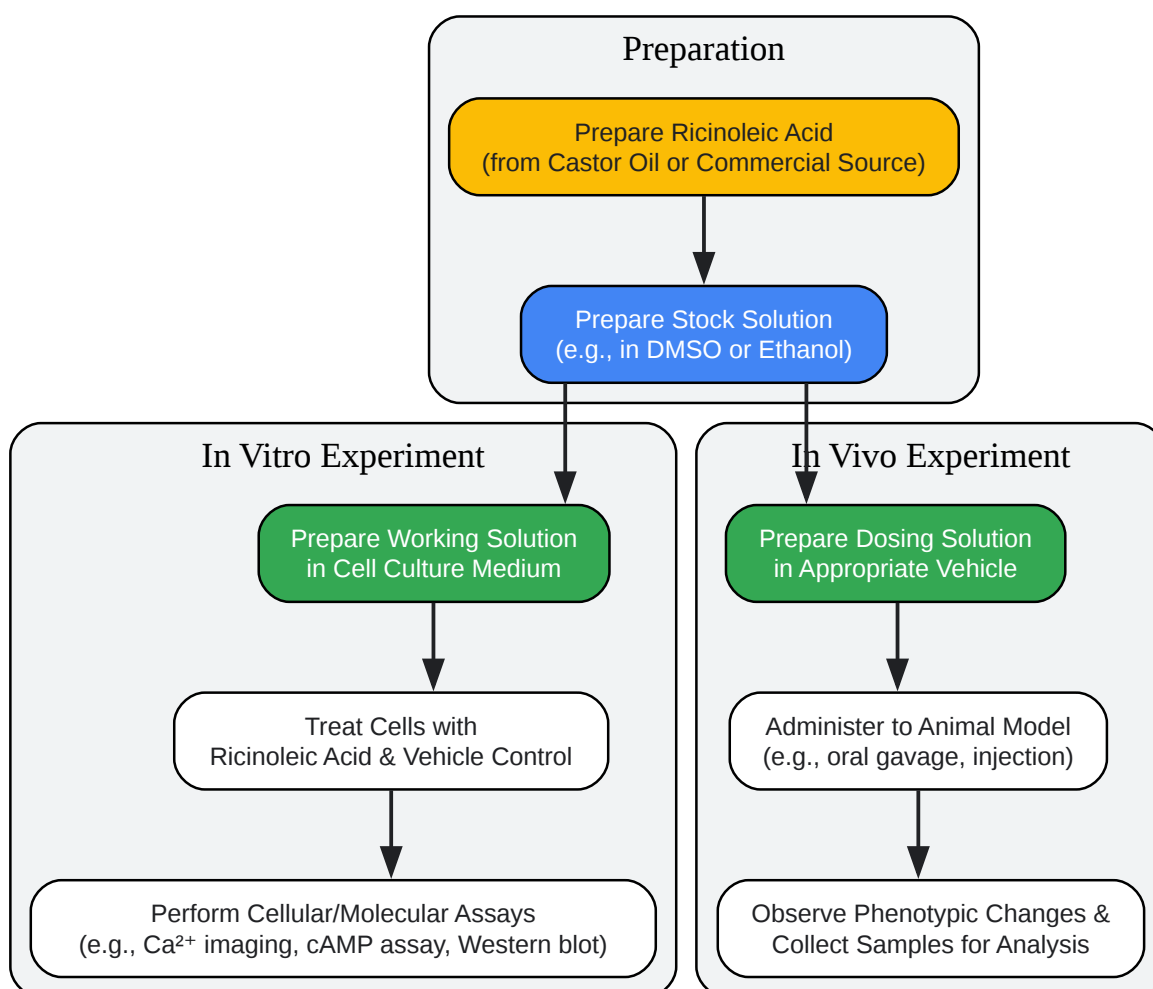 Preparation
Prepare Ricinoleic Acid
(from Castor Oil or Commercial Source)
Prepare Stock Solution
(e.g., in DMSO or Ethanol)
In Vitro Experiment
Prepare Working Solution
in Cell Culture Medium
Treat Cells with
Ricinoleic Acid & Vehicle Control
Perform Cellular/Molecular Assays
(e.g., Ca²⁺ imaging, cAMP assay, Western blot)
In Vivo Experiment
Prepare Dosing Solution
in Appropriate Vehicle
Administer to Animal Model
(e.g., oral gavage, injection)
Observe Phenotypic Changes &
Collect Samples for Analysis